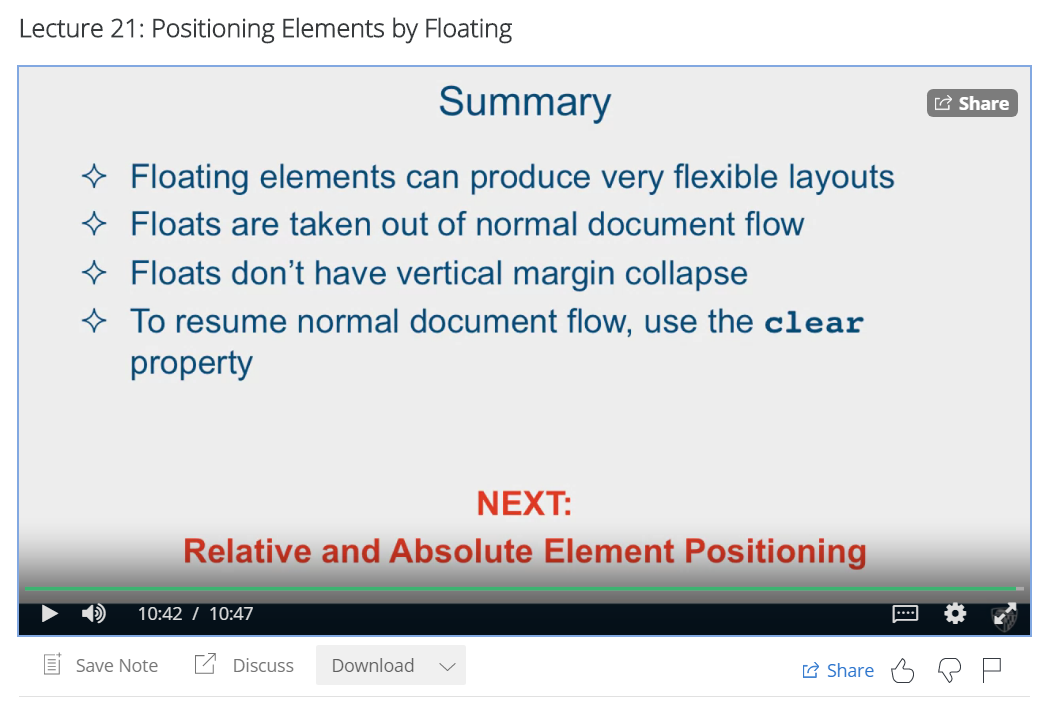 Lecture 21: Positioning Elements by Floating
Summary
Share
Floating elements can produce very flexible layouts
Floats are taken out of normal document flow
Floats don’t have vertical margin collapse
To resume normal document flow, use the clear
property
NEXT:
Relative and Absolute Element Positioning
10:42 / 10:47
Save Note Discuss Download Share